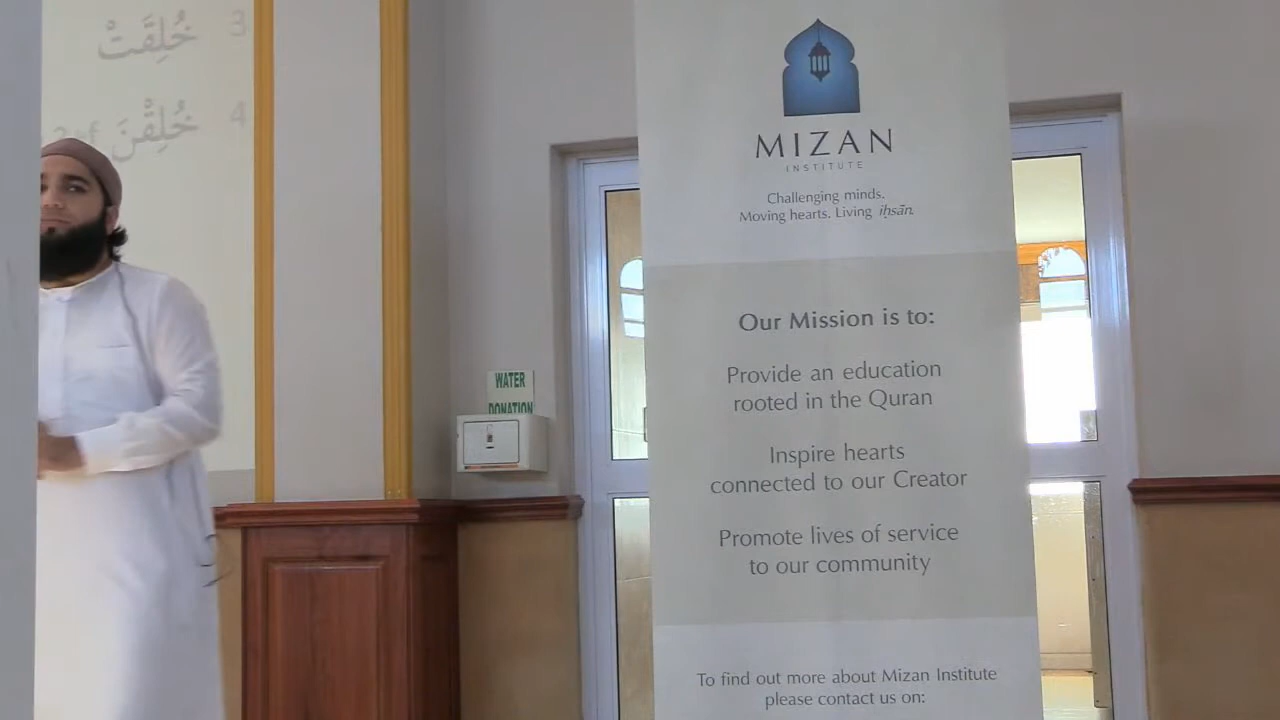 خُلِقَتْ 3
خُلِقْنَ 4
WATER
DONATION
MIZAN
INSTITUTE
Challenging minds.
Moving hearts. Living iḥsān.
Our Mission is to:
Provide an education
rooted in the Quran
Inspire hearts
connected to our Creator
Promote lives of service
to our community
To find out more about Mizan Institute
please contact us on: